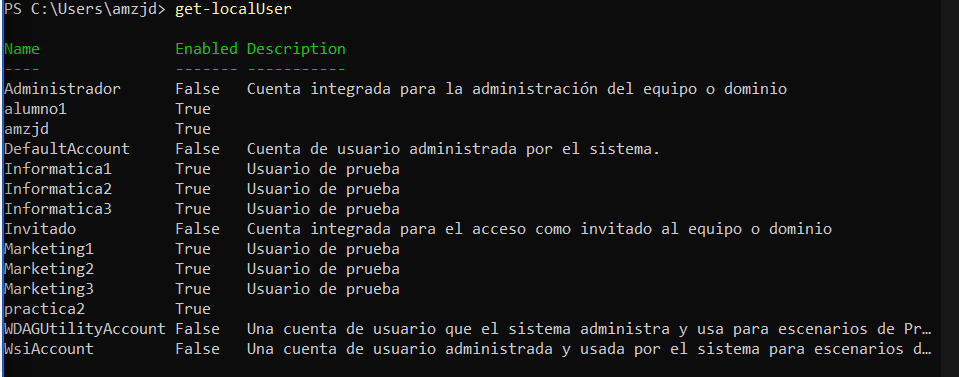 PS C:\Users\amzjd> get-localUser
Name Enabled Description
---- ------- -----------
Administrador False Cuenta integrada para la administración del equipo o dominio
alumno1 True
amzjd True
DefaultAccount False Cuenta de usuario administrada por el sistema.
Informatica1 True Usuario de prueba
Informatica2 True Usuario de prueba
Informatica3 True Usuario de prueba
Invitado False Cuenta integrada para el acceso como invitado al equipo o dominio
Marketing1 True Usuario de prueba
Marketing2 True Usuario de prueba
Marketing3 True Usuario de prueba
practica2 True
WDAGUtilityAccount False Una cuenta de usuario que el sistema administra y usa para escenarios de Pr…
WsiAccount False Una cuenta de usuario administrada y usada por el sistema para escenarios d…